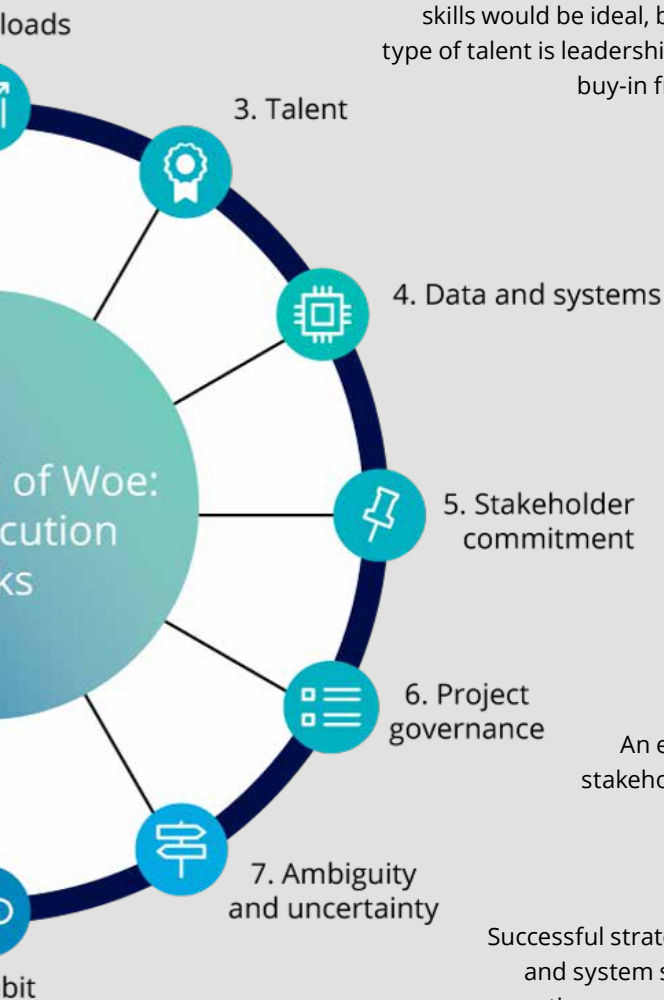 loads
skills would be ideal, b
type of talent is leadershi
buy-in f
3. Talent
4. Data and systems
of Woe:
cution
ks
5. Stakeholder
commitment
6. Project
governance
An e
stakeho
7. Ambiguity
and uncertainty
Successful strate
and system s
bit